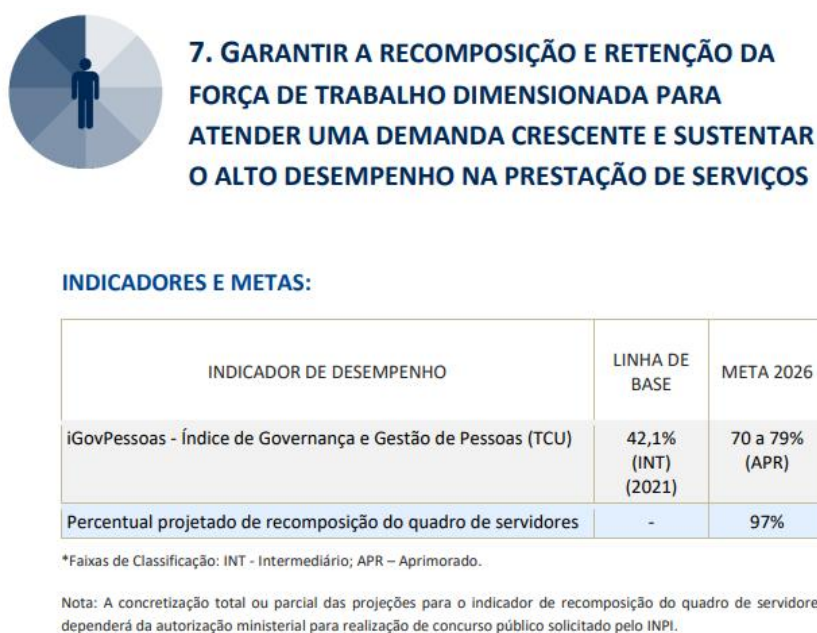 7. GARANTIR A RECOMPOSIÇÃO E RETENÇÃO DA
FORÇA DE TRABALHO DIMENSIONADA PARA
ATENDER UMA DEMANDA CRESCENTE E SUSTENTAR
O ALTO DESEMPENHO NA PRESTAÇÃO DE SERVIÇOS
INDICADORES E METAS:
INDICADOR DE DESEMPENHO
LINHA DE
BASE
META 2026
iGovPessoas - Índice de Governança e Gestão de Pessoas (TCU)
42,1%
(INT)
(2021)
70 a 79%
(APR)
Percentual projetado de recomposição do quadro de servidores
-
97%
*Faixas de Classificação: INT - Intermediário; APR – Aprimorado.
Nota: A concretização total ou parcial das projeções para o indicador de recomposição do quadro de servidore
dependerá da autorização ministerial para realização de concurso público solicitado pelo INPI.